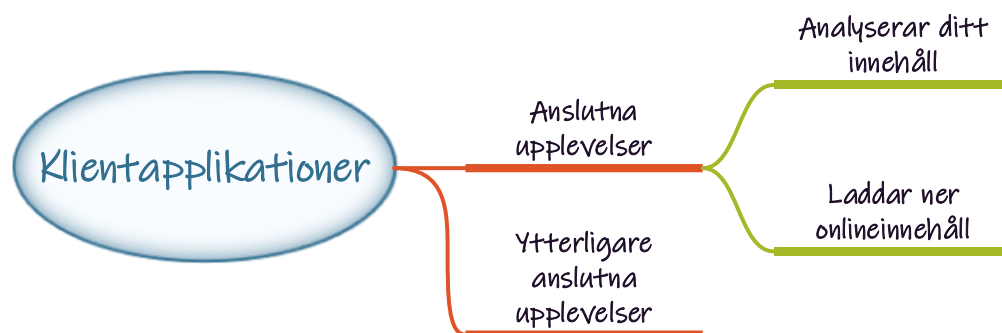 Klientapplikationer
Anslutna
upplevelser
Analyserar ditt
innehåll
Laddar ner
onlineinnehåll
Ytterligare
anslutna
upplevelser